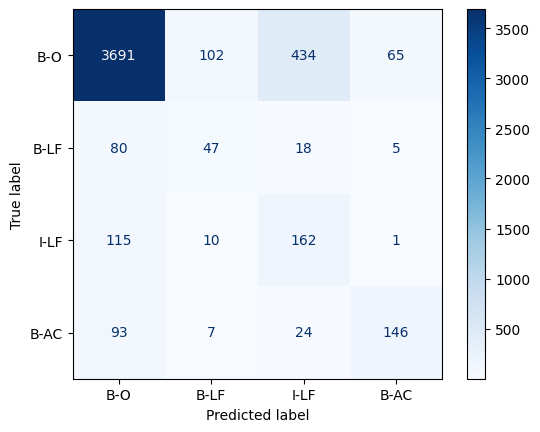 B-O 3691 102 434 65
B-LF 80 47 18 5
I-LF 115 10 162 1
B-AC 93 7 24 146
B-O B-LF I-LF B-AC
Predicted label
True label
3500
3000
2500
2000
1500
1000
500